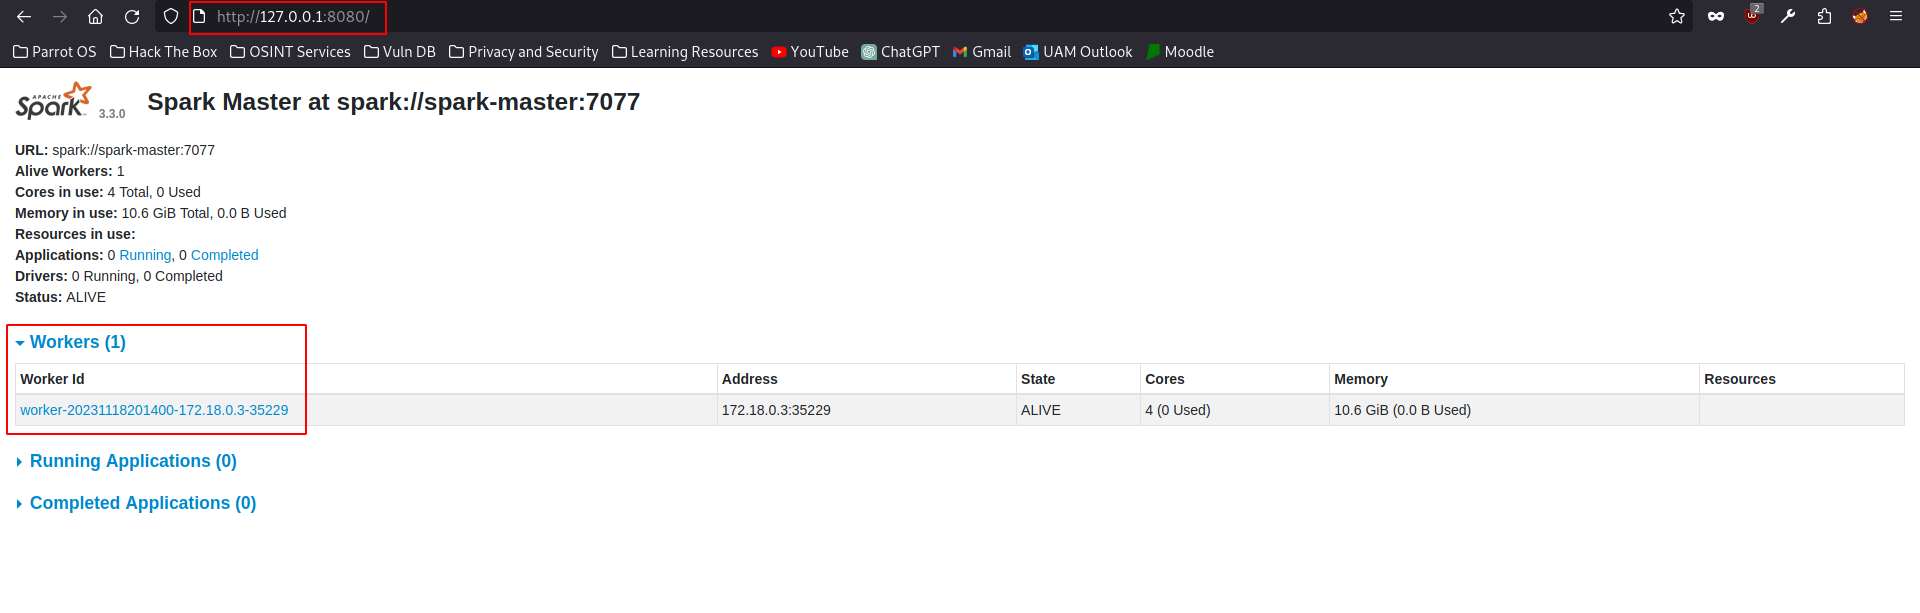 http://127.0.0.1:8080/
2
Parrot OS Hack The Box OSINT Services Vuln DB Privacy and Security Learning Resources YouTube ChatGPT Gmail UAM Outlook Moodle
APACHE Spark 3.3.0 Spark Master at spark://spark-master:7077
URL: spark://spark-master:7077
Alive Workers: 1
Cores in use: 4 Total, 0 Used
Memory in use: 10.6 GiB Total, 0.0 B Used
Resources in use:
Applications: 0 Running, 0 Completed
Drivers: 0 Running, 0 Completed
Status: ALIVE
Workers (1)
Worker Id Address State Cores Memory Resources
worker-20231118201400-172.18.0.3-35229 172.18.0.3:35229 ALIVE 4 (0 Used) 10.6 GiB (0.0 B Used)
Running Applications (0)
Completed Applications (0)